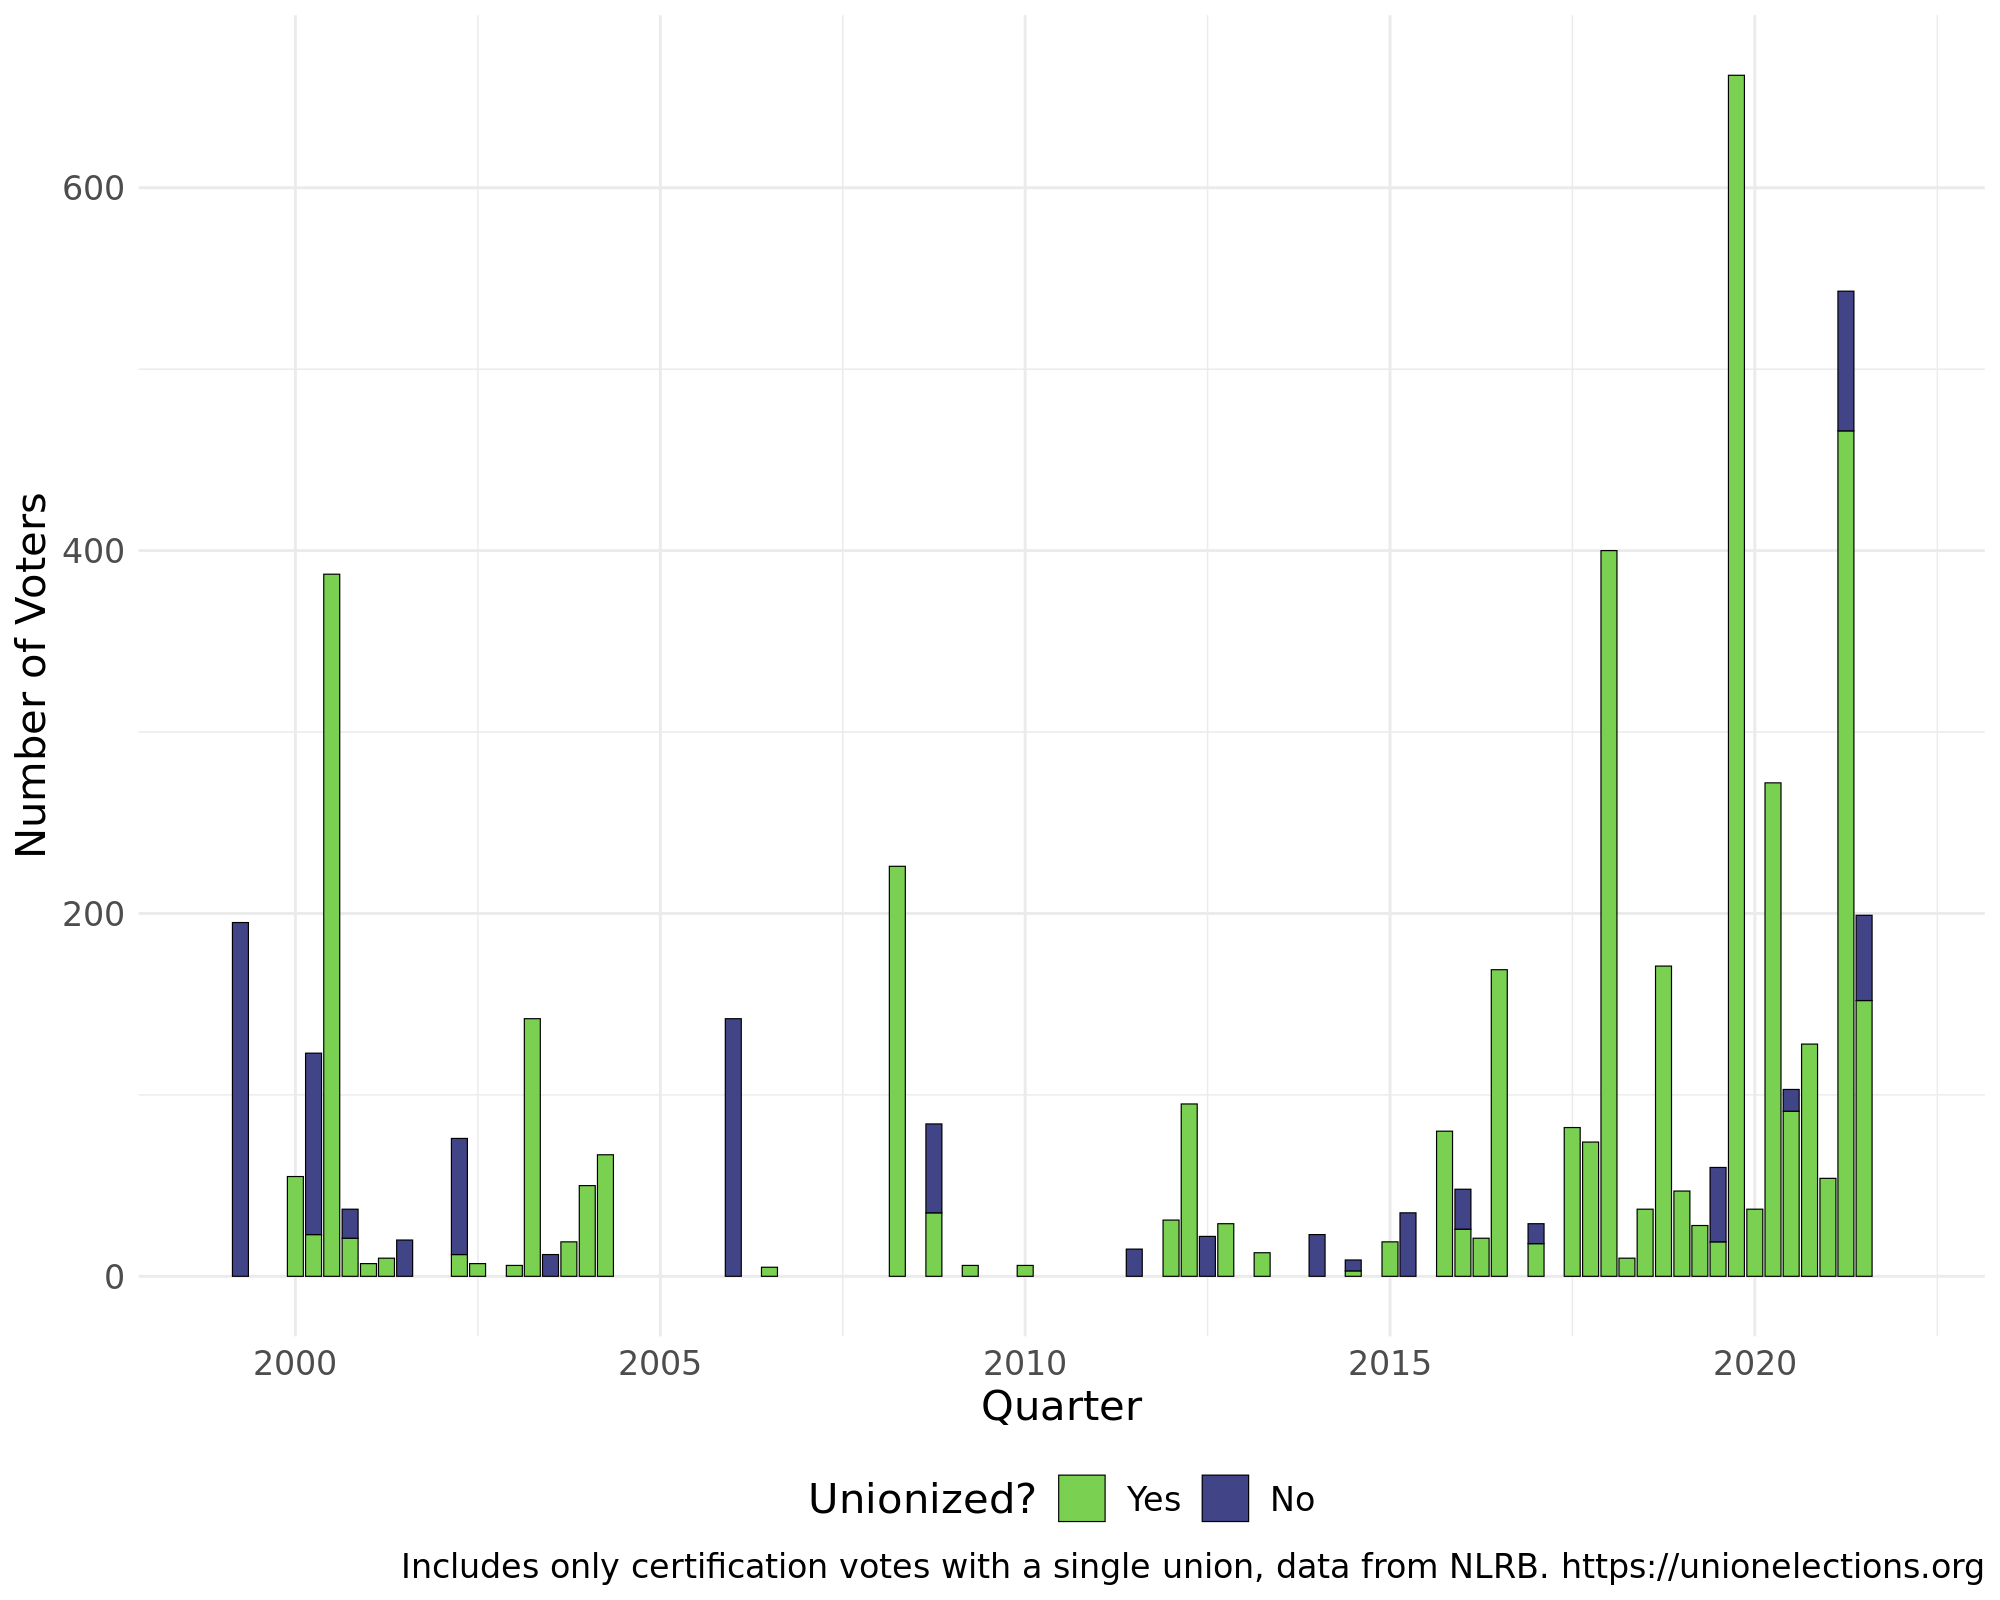 Number of Voters
600
400
200
0
2000 2005 2010 2015 2020
Quarter
Unionized? Yes No
Includes only certification votes with a single union, data from NLRB. https://unionelections.org